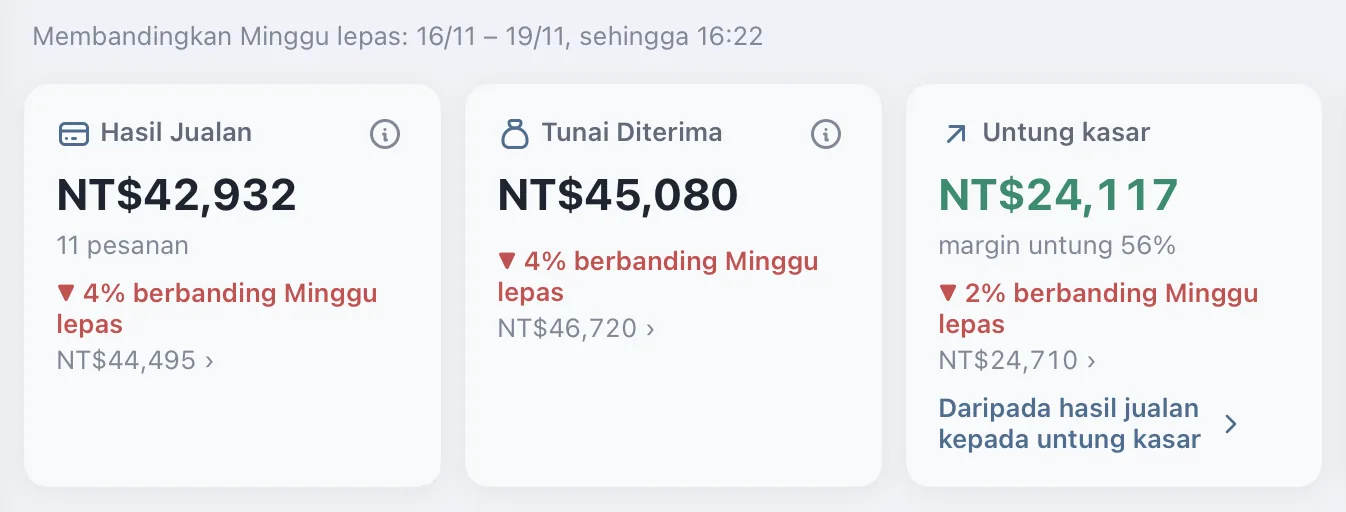 Membandingkan Minggu lepas: 16/11 – 19/11, sehingga 16:22
Hasil Jualan
NT$42,932
11 pesanan
▼ 4% berbanding Minggu
lepas
NT$44,495 ›
Tunai Diterima
NT$45,080
▼ 4% berbanding Minggu
lepas
NT$46,720 ›
Untung kasar
NT$24,117
margin untung 56%
▼ 2% berbanding Minggu
lepas
NT$24,710 ›
Daripada hasil jualan
kepada untung kasar